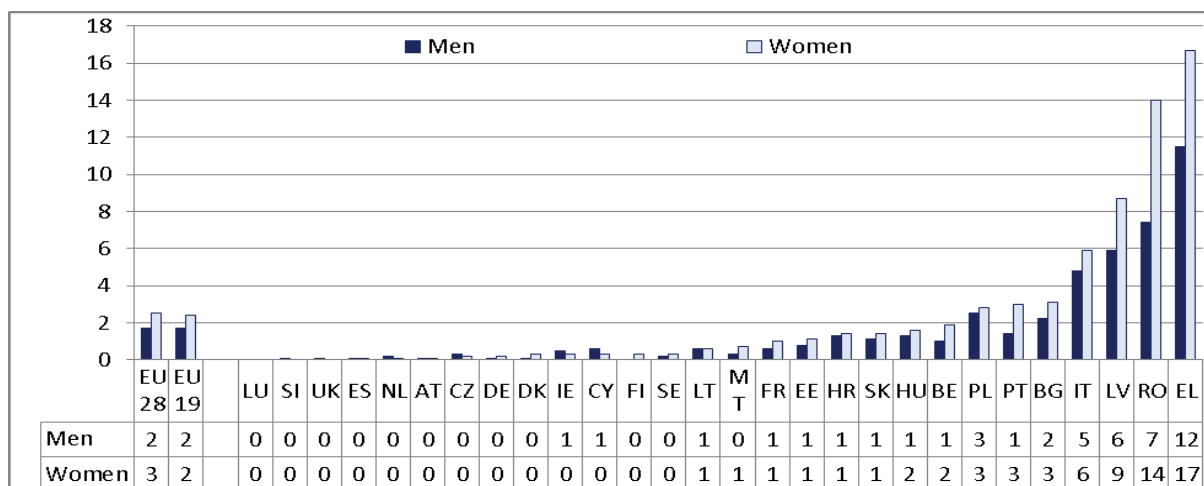 18
Men Women
16
14
12
10
8
6
4
2
0
EU 28 EU 19 LU SI UK ES NL AT CZ DE DK IE CY FI SE LT MT FR EE HR SK HU BE PL PT BG IT LV RO EL
Men 2 2 0 0 0 0 0 0 0 0 0 1 1 0 0 1 0 1 1 1 1 1 1 3 1 2 5 6 7 12
Women 3 2 0 0 0 0 0 0 0 0 0 0 0 0 0 1 1 1 1 1 1 2 2 3 3 3 6 9 14 17